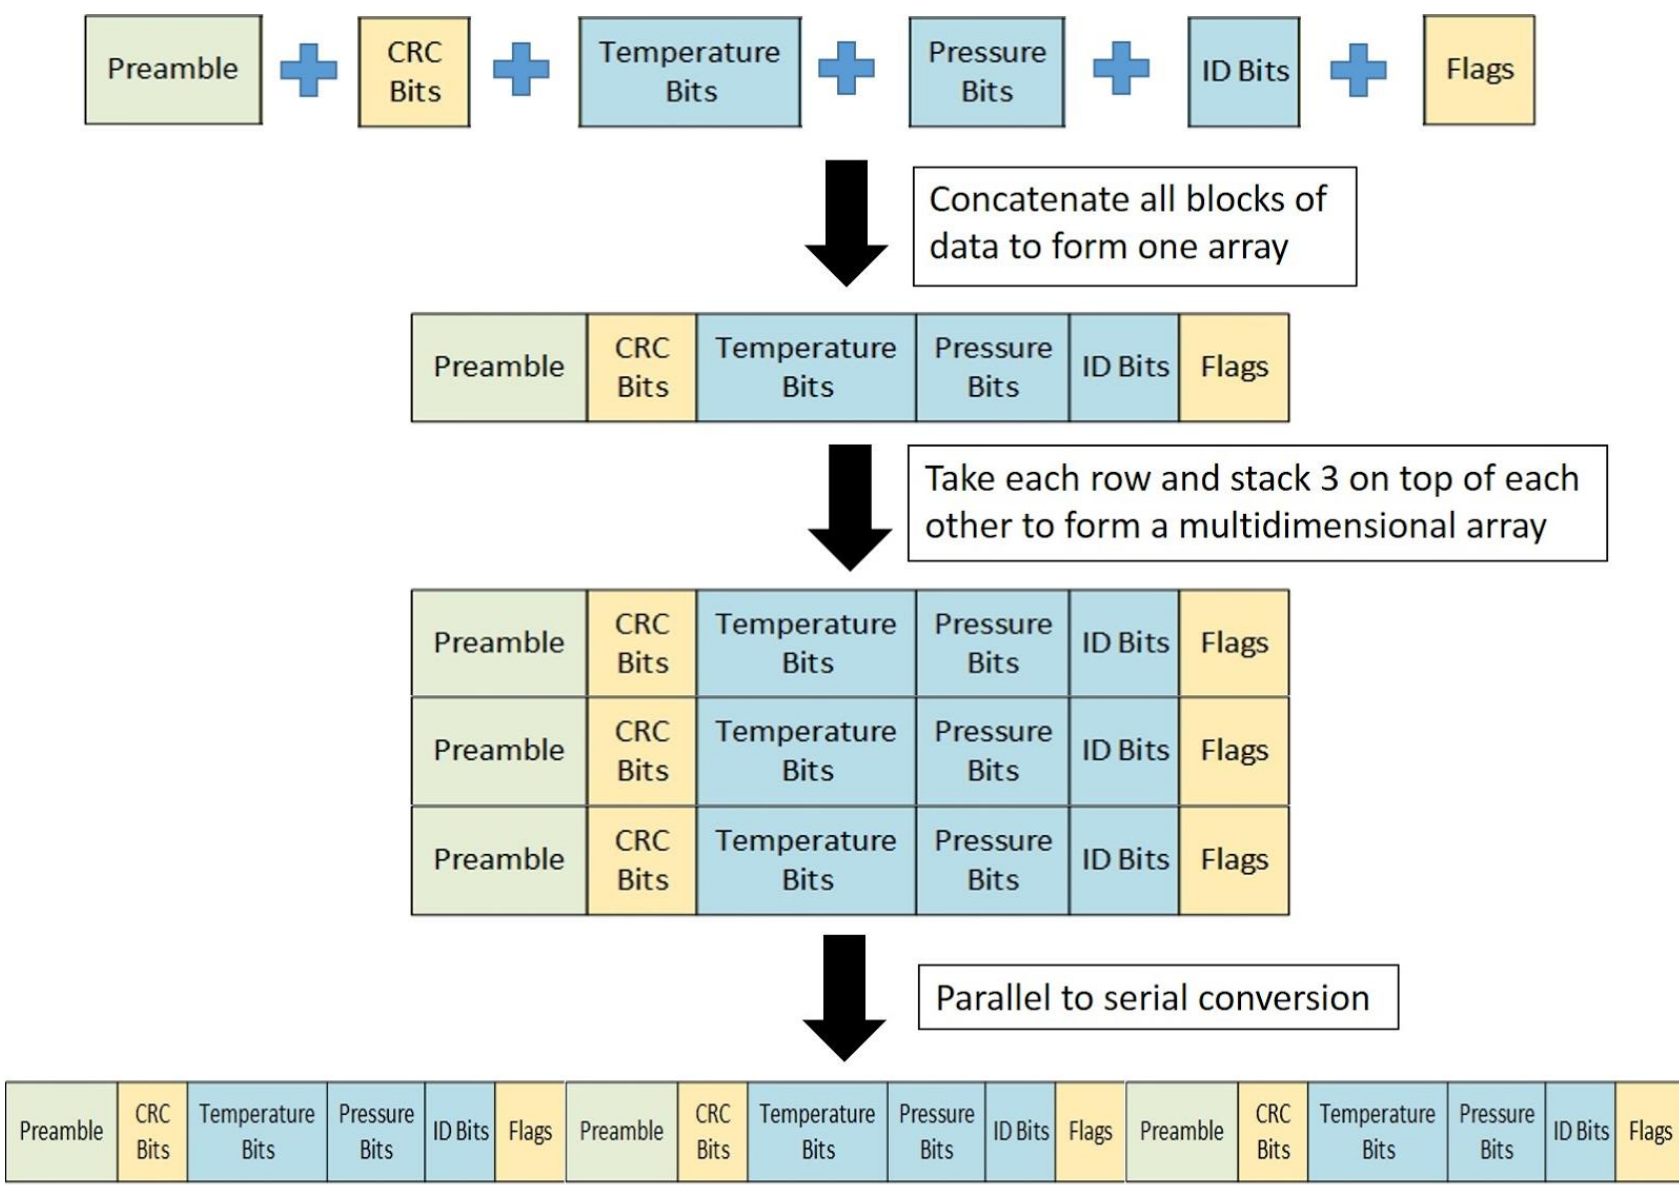 Preamble
CRC
Bits
Temperature
Bits
Pressure
Bits
ID Bits
Flags
Concatenate all blocks of
data to form one array
Preamble
CRC
Bits
Temperature
Bits
Pressure
Bits
ID Bits
Flags
Take each row and stack 3 on top of each
other to form a multidimensional array
Preamble
CRC
Bits
Temperature
Bits
Pressure
Bits
ID Bits
Flags
Preamble
CRC
Bits
Temperature
Bits
Pressure
Bits
ID Bits
Flags
Preamble
CRC
Bits
Temperature
Bits
Pressure
Bits
ID Bits
Flags
Parallel to serial conversion
Preamble
CRC
Bits
Temperature
Bits
Pressure
Bits
ID Bits
Flags
Preamble
CRC
Bits
Temperature
Bits
Pressure
Bits
ID Bits
Flags
Preamble
CRC
Bits
Temperature
Bits
Pressure
Bits
ID Bits
Flags